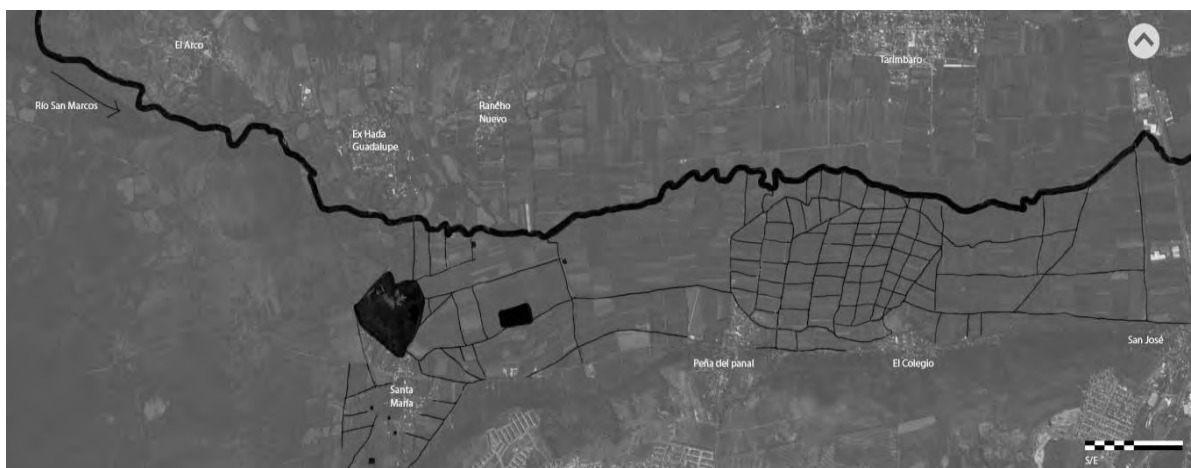 El Arco
Tarimbaro
Río San Marcos
Rancho
Nuevo
Ex Hada
Guadalupe
San José
Peña del panal
El Colegio
Santa
María
S/E